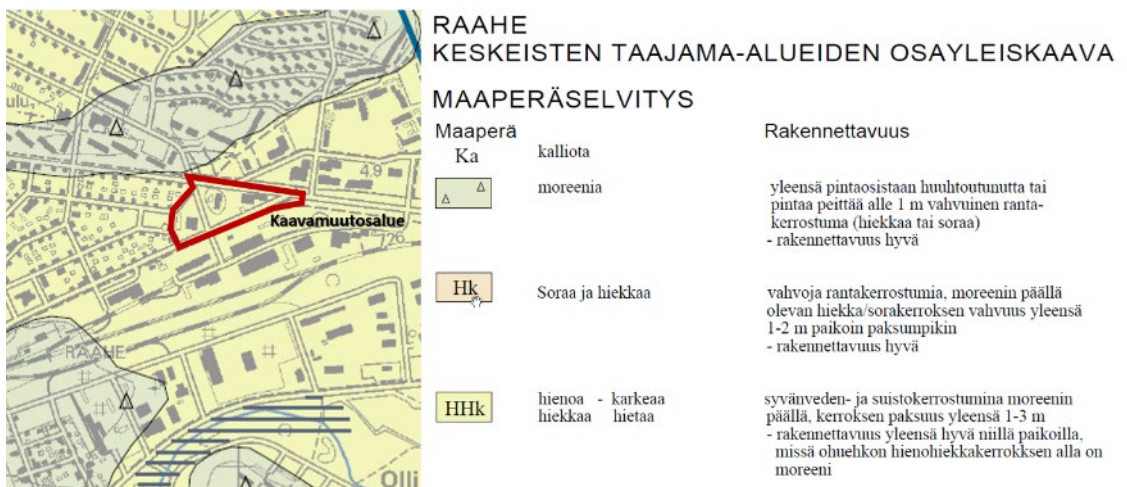 RAAHE
KESKEISTEN TAAJAMA-ALUEIDEN OSAYLEISKAAVA
MAAPERÄSELVITYS
Maaperä Rakennettavuus
Ka kalliota
moreenia
yleensä pintaosistaan huuhtoutunutta tai
pintaa peittää alle 1 m vahvuinen ranta-
kerrostuma (hiekkaa tai soraa)
- rakennettavuus hyvä
Hk Soraa ja hiekkaa
vahvoja rantakerrostumia, moreenin päällä
olevan hiekka/sorakerroksen vahvuus yleensä
1-2 m paikoin paksumpikin
- rakennettavuus hyvä
HHk
hienoa - karkeaa
hiekkaa hietaa
syvänveden- ja suistokerrostumina moreenin
päällä, kerroksen paksuus yleensä 1-3 m
- rakennettavuus yleensä hyvä niillä paikoilla,
missä ohuehkon hienohiekkakerrokksen alla on
moreeni
ulu
4.9
Kaavamuutosalue
726
RAAHE
Olli